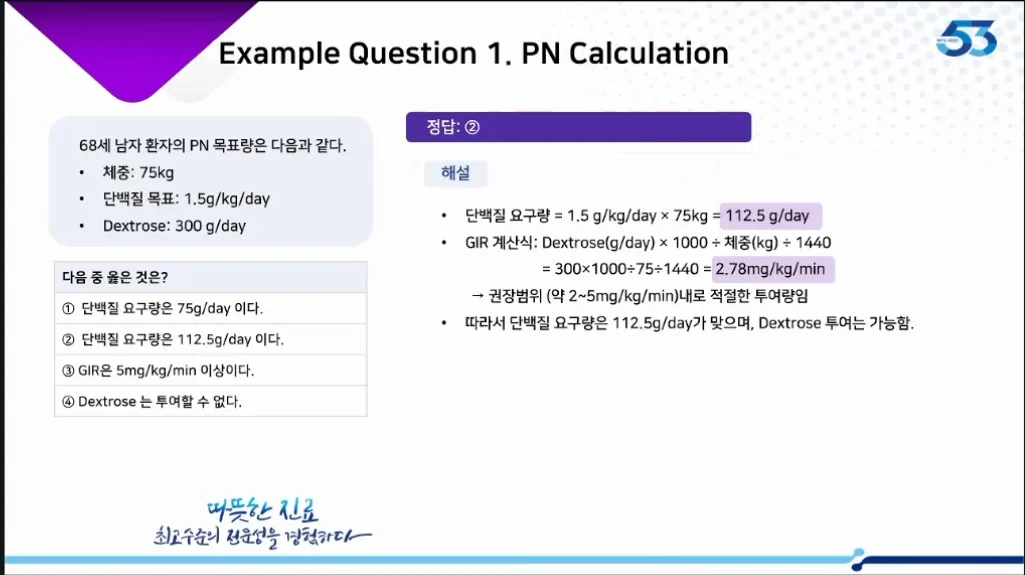 53
Example Question 1. PN Calculation
68세 남자 환자의 PN 목표량은 다음과 같다.
• 체중: 75kg
• 단백질 목표: 1.5g/kg/day
• Dextrose: 300 g/day
다음 중 옳은 것은?
① 단백질 요구량은 75g/day 이다.
② 단백질 요구량은 112.5g/day 이다.
③ GIR은 5mg/kg/min 이상이다.
④ Dextrose 는 투여할 수 없다.
정답: ②
해설
• 단백질 요구량 = 1.5 g/kg/day × 75kg = 112.5 g/day
• GIR 계산식: Dextrose(g/day) × 1000 ÷ 체중(kg) ÷ 1440
= 300×1000÷75÷1440 = 2.78mg/kg/min
→ 권장범위 (약 2~5mg/kg/min)내로 적절한 투여량임
• 따라서 단백질 요구량은 112.5g/day가 맞으며, Dextrose 투여는 가능함.
따뜻한 진료
최고수준의 전문성을 경험하다